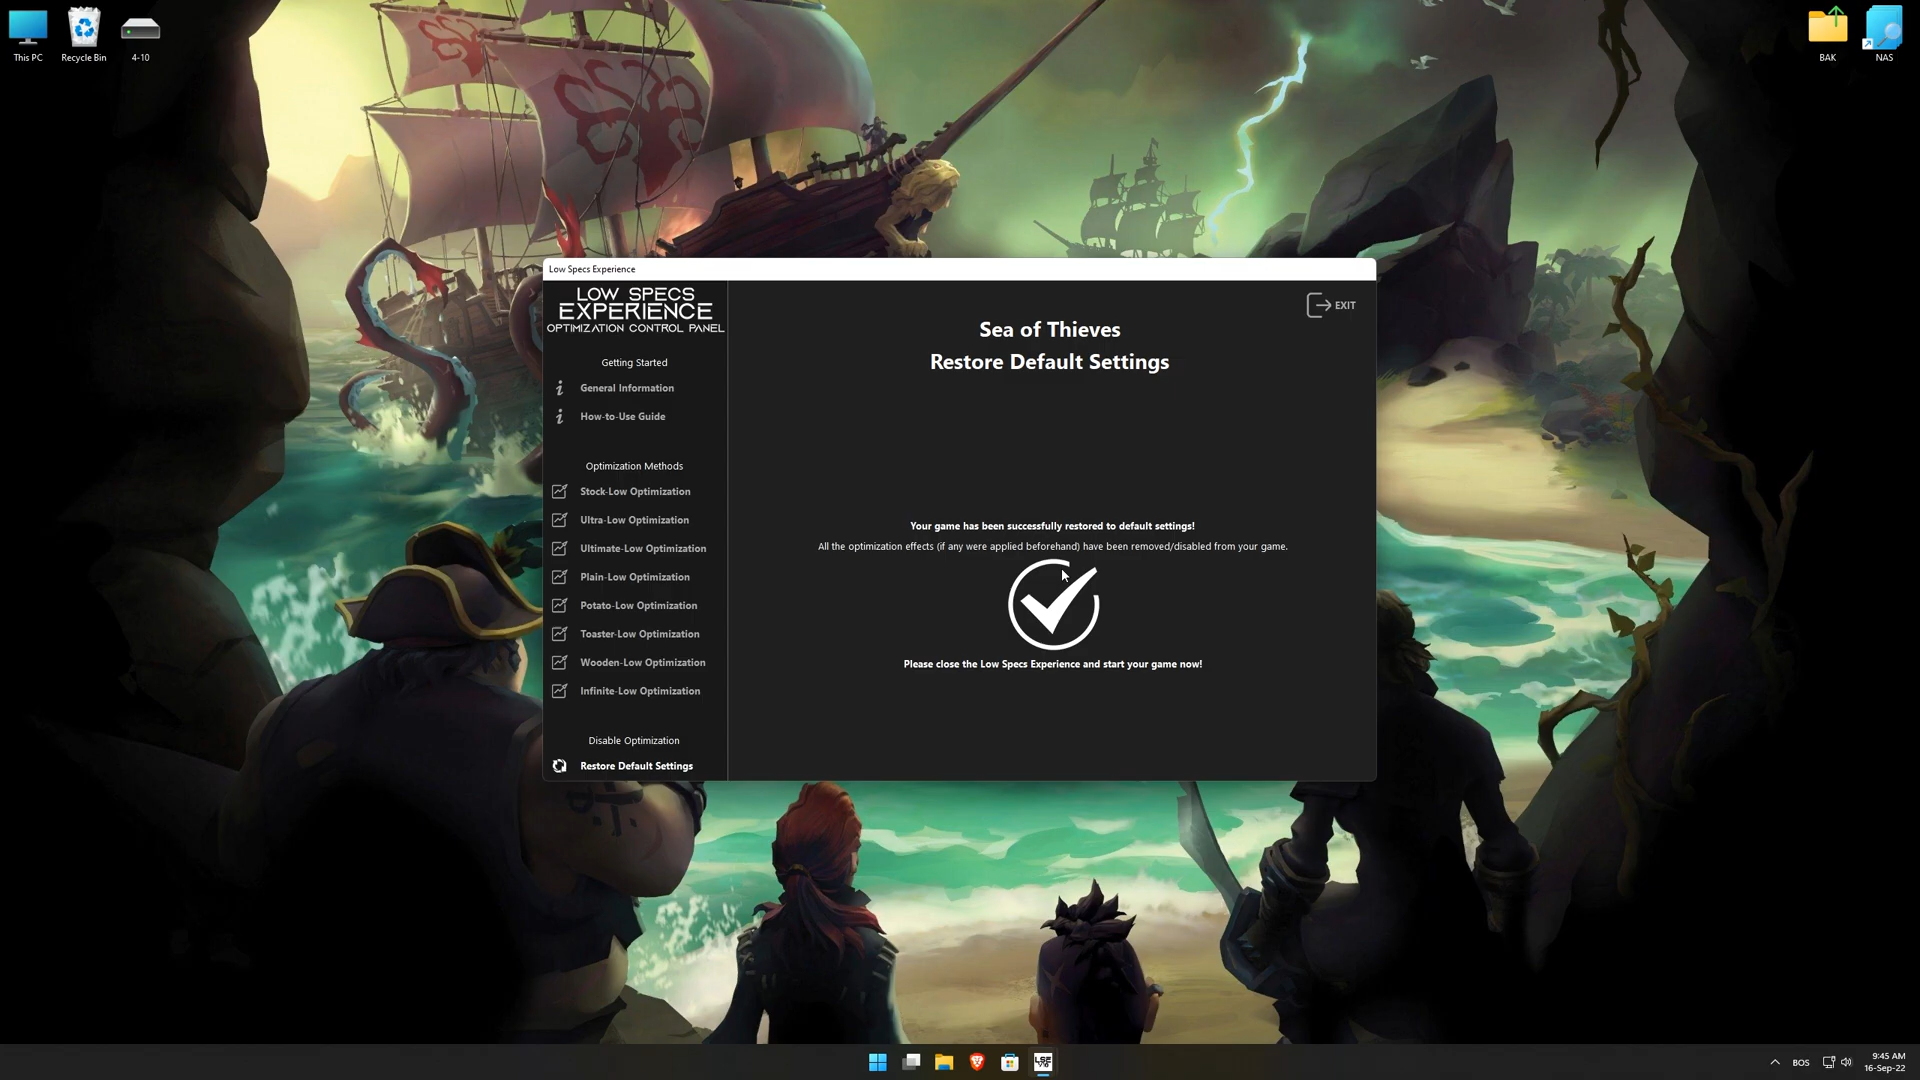 This PC
Recycle Bin
4-10
BAK
NAS
Low Specs Experience
LOW SPECS
EXPERIENCE
OPTIMIZATION CONTROL PANEL
Getting Started
General Information
How-to-Use Guide
Optimization Methods
Stock-Low Optimization
Ultra-Low Optimization
Ultimate-Low Optimization
Plain-Low Optimization
Potato-Low Optimization
Toaster-Low Optimization
Wooden-Low Optimization
Infinite-Low Optimization
Disable Optimization
Restore Default Settings
EXIT
Sea of Thieves
Restore Default Settings
Your game has been successfully restored to default settings!
All the optimization effects (if any were applied beforehand) have been removed/disabled from your game.
Please close the Low Specs Experience and start your game now!
LSE
BOS
9:45 AM
16-Sep-22